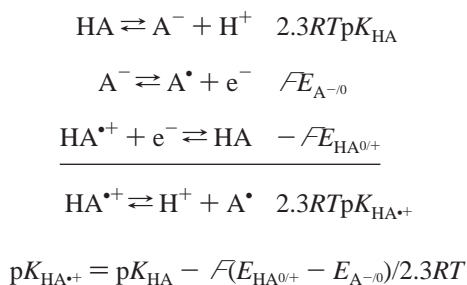 HA ⇄ A⁻ + H⁺ 2.3RTpK_HA
A⁻ ⇄ A• + e⁻ ℱE_A−/0
HA•⁺ + e⁻ ⇄ HA −ℱE_HA0/+
HA•⁺ ⇄ H⁺ + A• 2.3RTpK_HA•+
pK_HA•+ = pK_HA − ℱ(E_HA0/+ − E_A−/0)/2.3RT